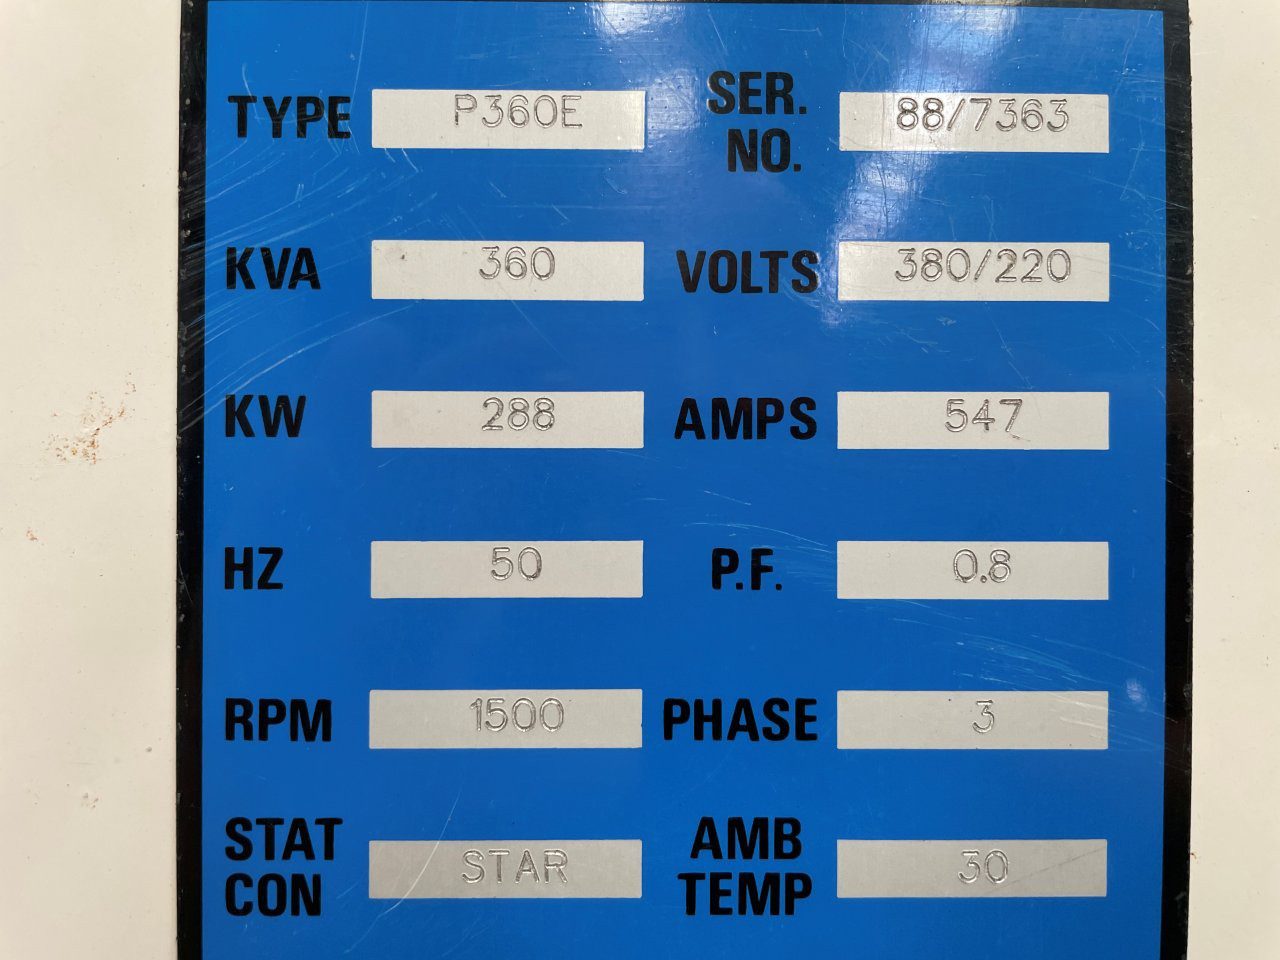 TYPE P360E SER. NO. 88/7363
KVA 360 VOLTS 380/220
KW 288 AMPS 547
HZ 50 P.F. 0.8
RPM 1500 PHASE 3
STAT CON STAR AMB TEMP 30